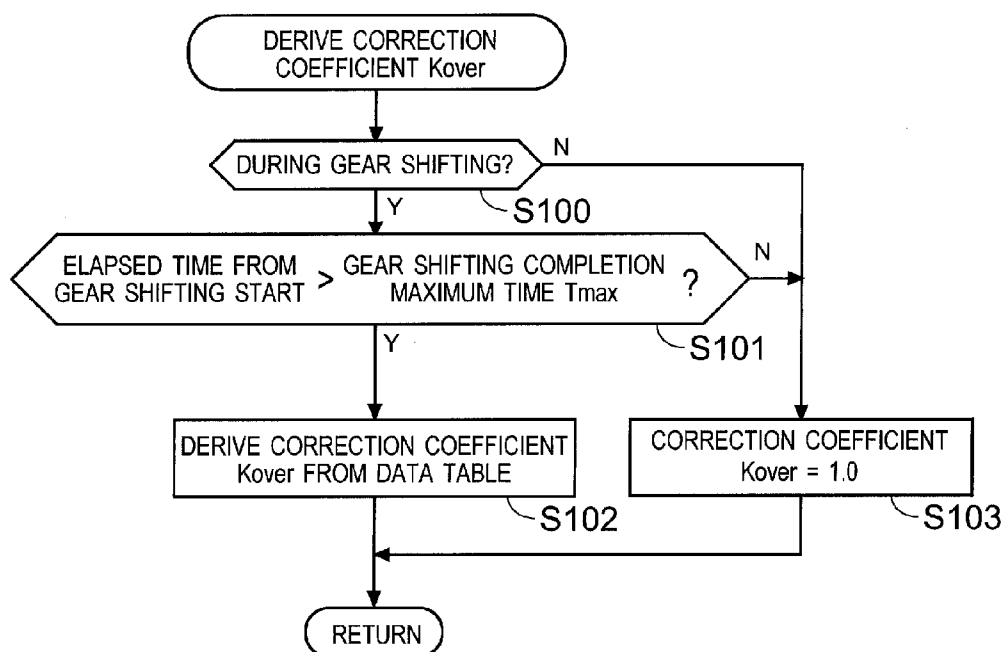 DERIVE CORRECTION
COEFFICIENT Kover
DURING GEAR SHIFTING?
N
Y
S100
ELAPSED TIME FROM
GEAR SHIFTING START
>
GEAR SHIFTING COMPLETION
MAXIMUM TIME Tmax
?
N
Y
S101
DERIVE CORRECTION COEFFICIENT
Kover FROM DATA TABLE
S102
CORRECTION COEFFICIENT
Kover = 1.0
S103
RETURN